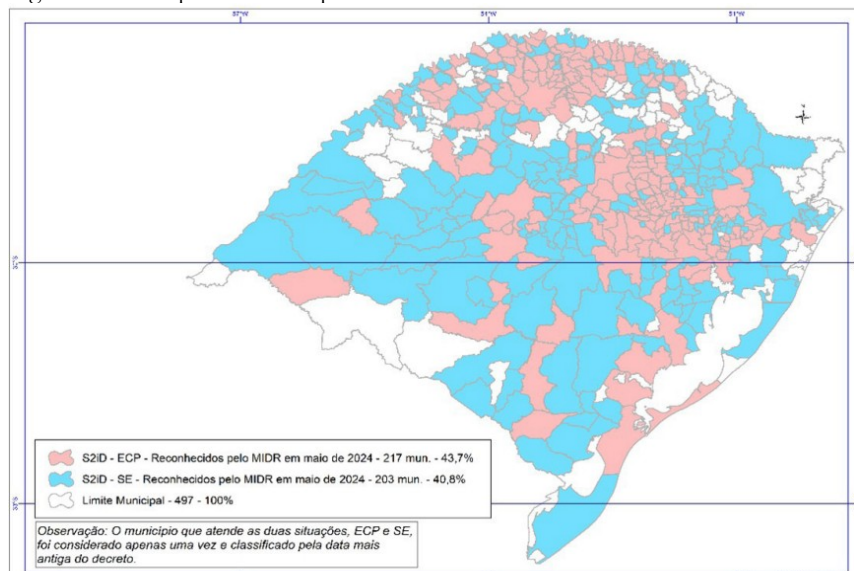 57°W 51°W 51°W
31°S
S2iD - ECP - Reconhecidos pelo MIDR em maio de 2024 - 217 mun. - 43,7%
S2iD - SE - Reconhecidos pelo MIDR em maio de 2024 - 203 mun. - 40,8%
Limite Municipal - 497 - 100%
Observação: O município que atende as duas situações, ECP e SE,
foi considerado apenas uma vez e classificado pela data mais
antiga do decreto.